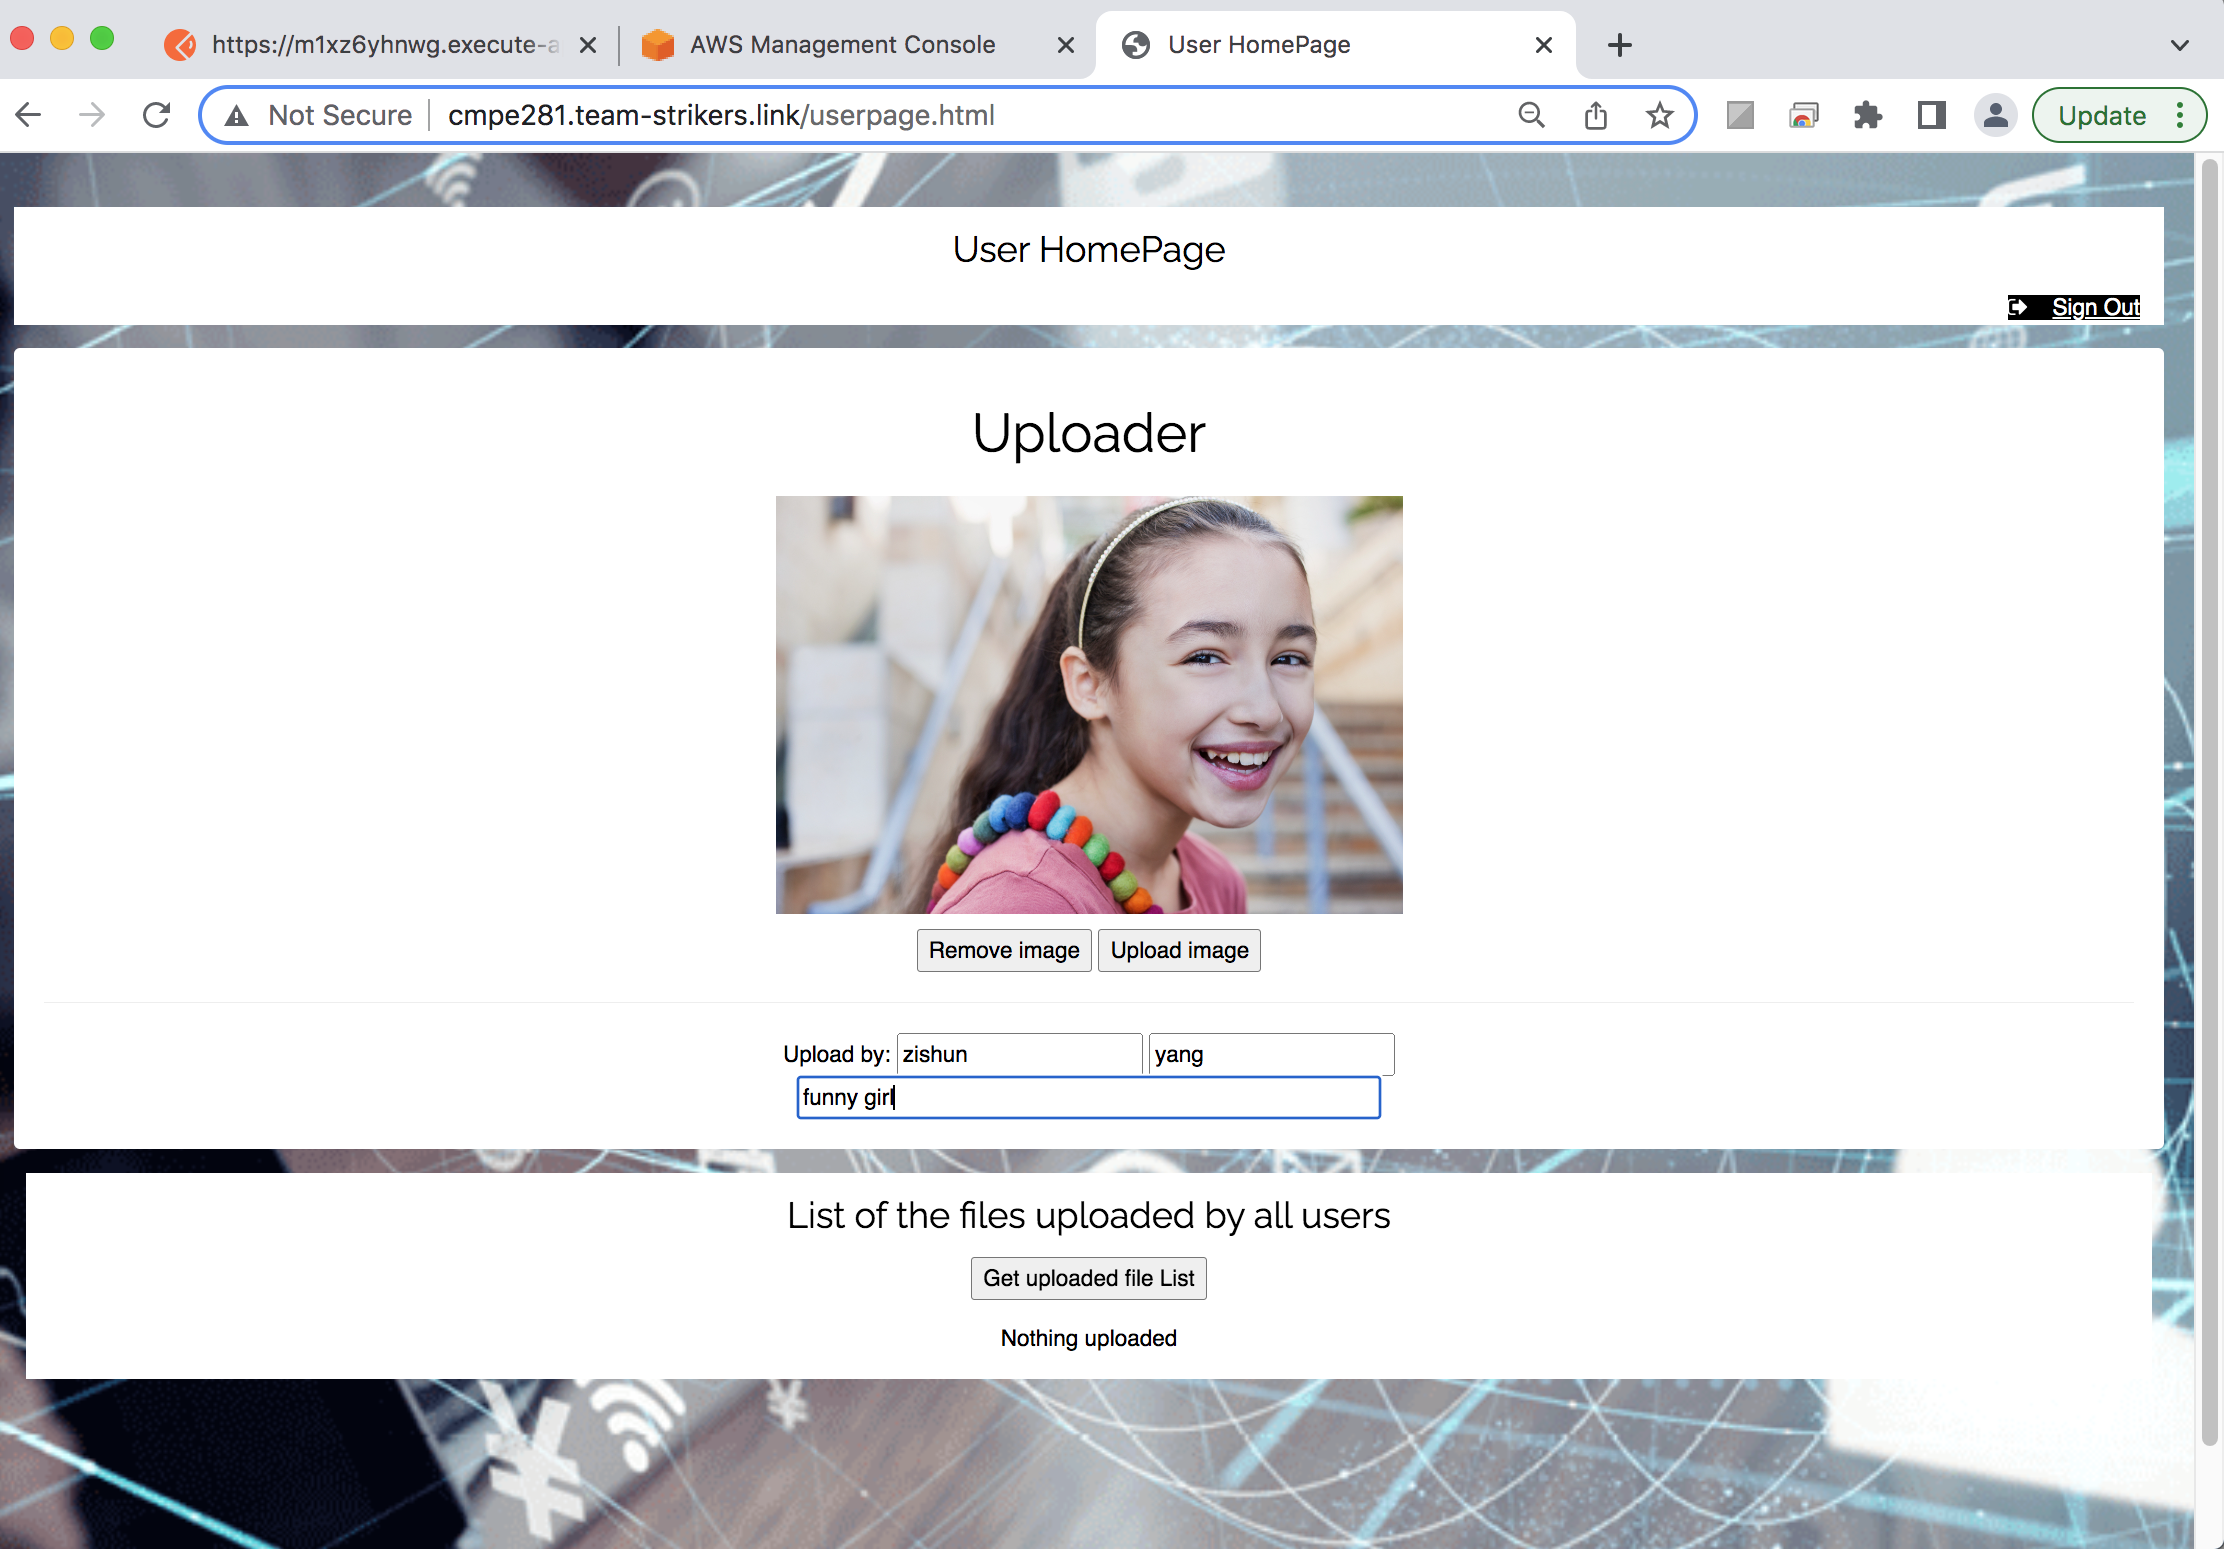 https://m1xz6yhnwg.execute-a
AWS Management Console
User HomePage
Not Secure
cmpe281.team-strikers.link/userpage.html
Update
User HomePage
Sign Out
Uploader
Remove image
Upload image
Upload by: zishun yang
funny girl
List of the files uploaded by all users
Get uploaded file List
Nothing uploaded